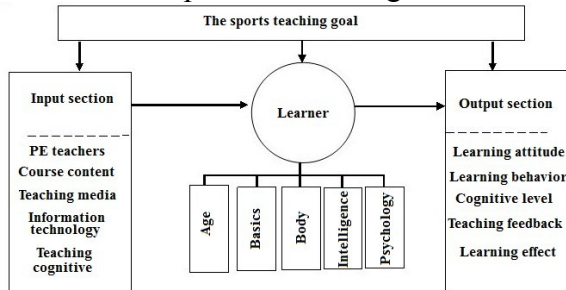 The sports teaching goal
Input section
PE teachers
Course content
Teaching media
Information
technology
Teaching
cognitive
Learner
Age
Basics
Body
Intelligence
Psychology
Output section
Learning attitude
Learning behavior
Cognitive level
Teaching feedback
Learning effect